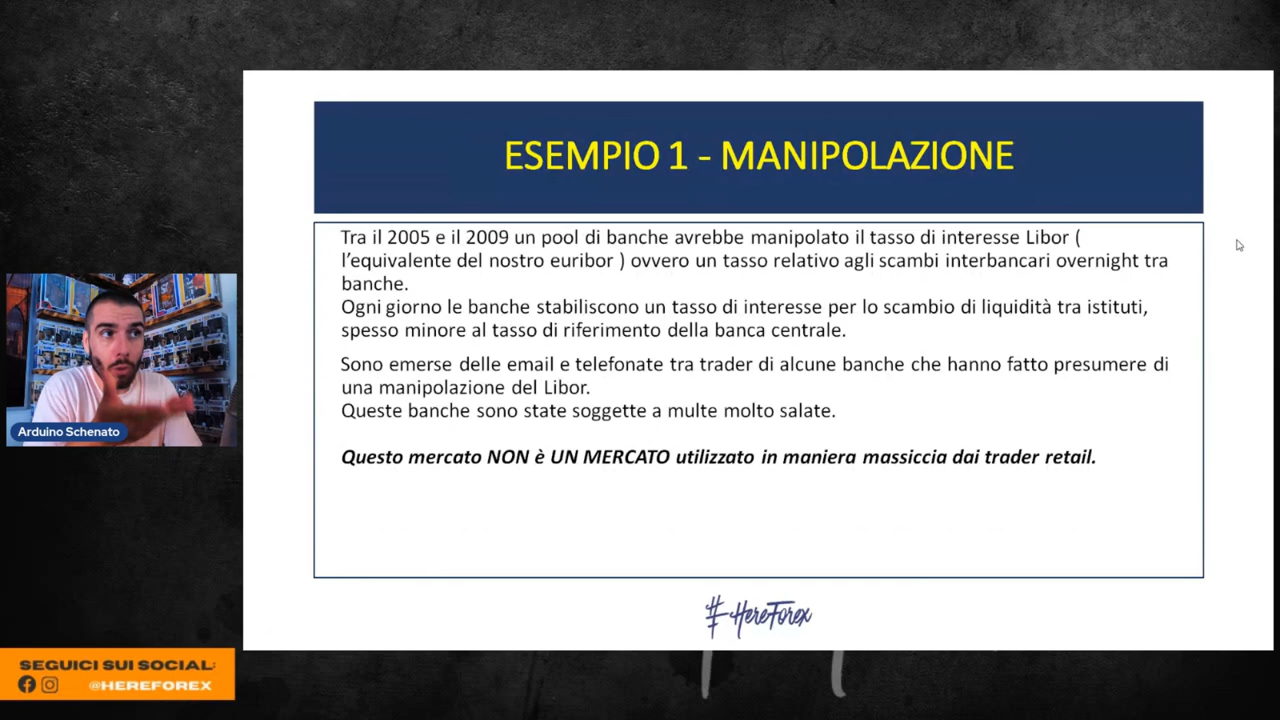 ESEMPIO 1 - MANIPOLAZIONE
Tra il 2005 e il 2009 un pool di banche avrebbe manipolato il tasso di interesse Libor (
l'equivalente del nostro euribor ) ovvero un tasso relativo agli scambi interbancari overnight tra
banche.
Ogni giorno le banche stabiliscono un tasso di interesse per lo scambio di liquidità tra istituti,
spesso minore al tasso di riferimento della banca centrale.
Sono emerse delle email e telefonate tra trader di alcune banche che hanno fatto presumere di
una manipolazione del Libor.
Queste banche sono state soggette a multe molto salate.
Questo mercato NON è UN MERCATO utilizzato in maniera massiccia dai trader retail.
Arduino Schenato
#HereForex
SEGUICI SUI SOCIAL:
@HEREFOREX